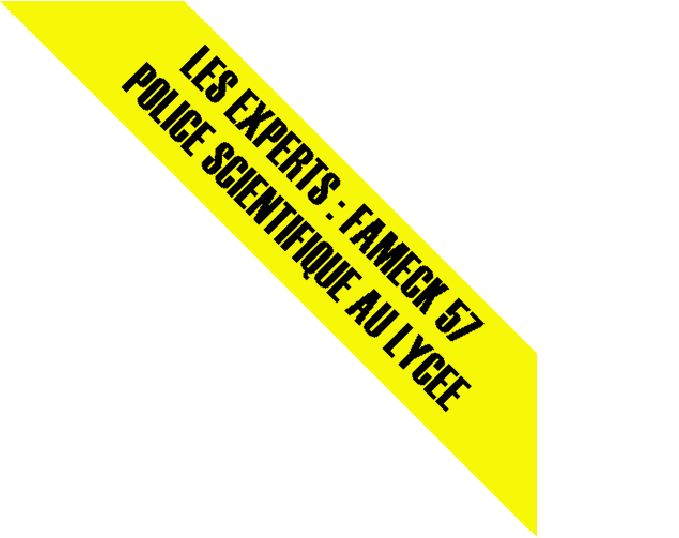 LES EXPERTS : FAMECK 57
POLICE SCIENTIFIQUE AU LYCEE